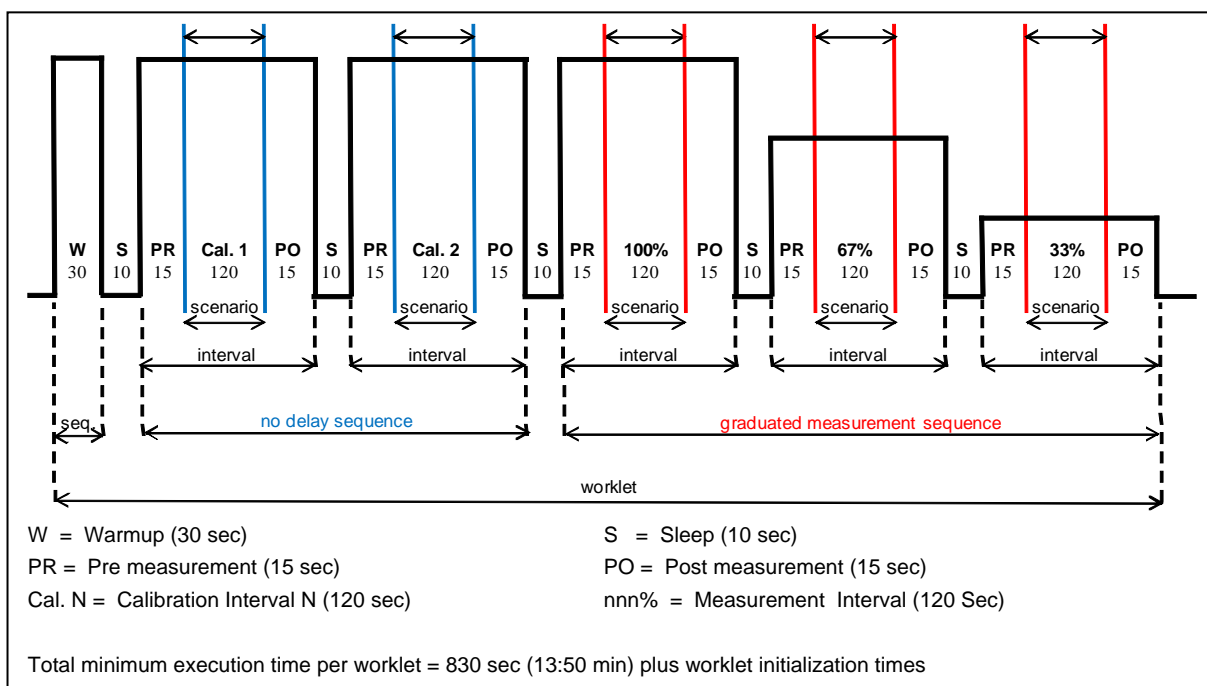 W S PR Cal. 1 PO S PR Cal. 2 PO S PR 100% PO S PR 67% PO S PR 33% PO
30 10 15 120 15 10 15 120 15 10 15 120 15 10 15 120 15 10 15 120 15
scenario scenario scenario scenario scenario
interval interval interval interval interval
seq. no delay sequence graduated measurement sequence
worklet
W = Warmup (30 sec) S = Sleep (10 sec)
PR = Pre measurement (15 sec) PO = Post measurement (15 sec)
Cal. N = Calibration Interval N (120 sec) nnn% = Measurement Interval (120 Sec)
Total minimum execution time per worklet = 830 sec (13:50 min) plus worklet initialization times